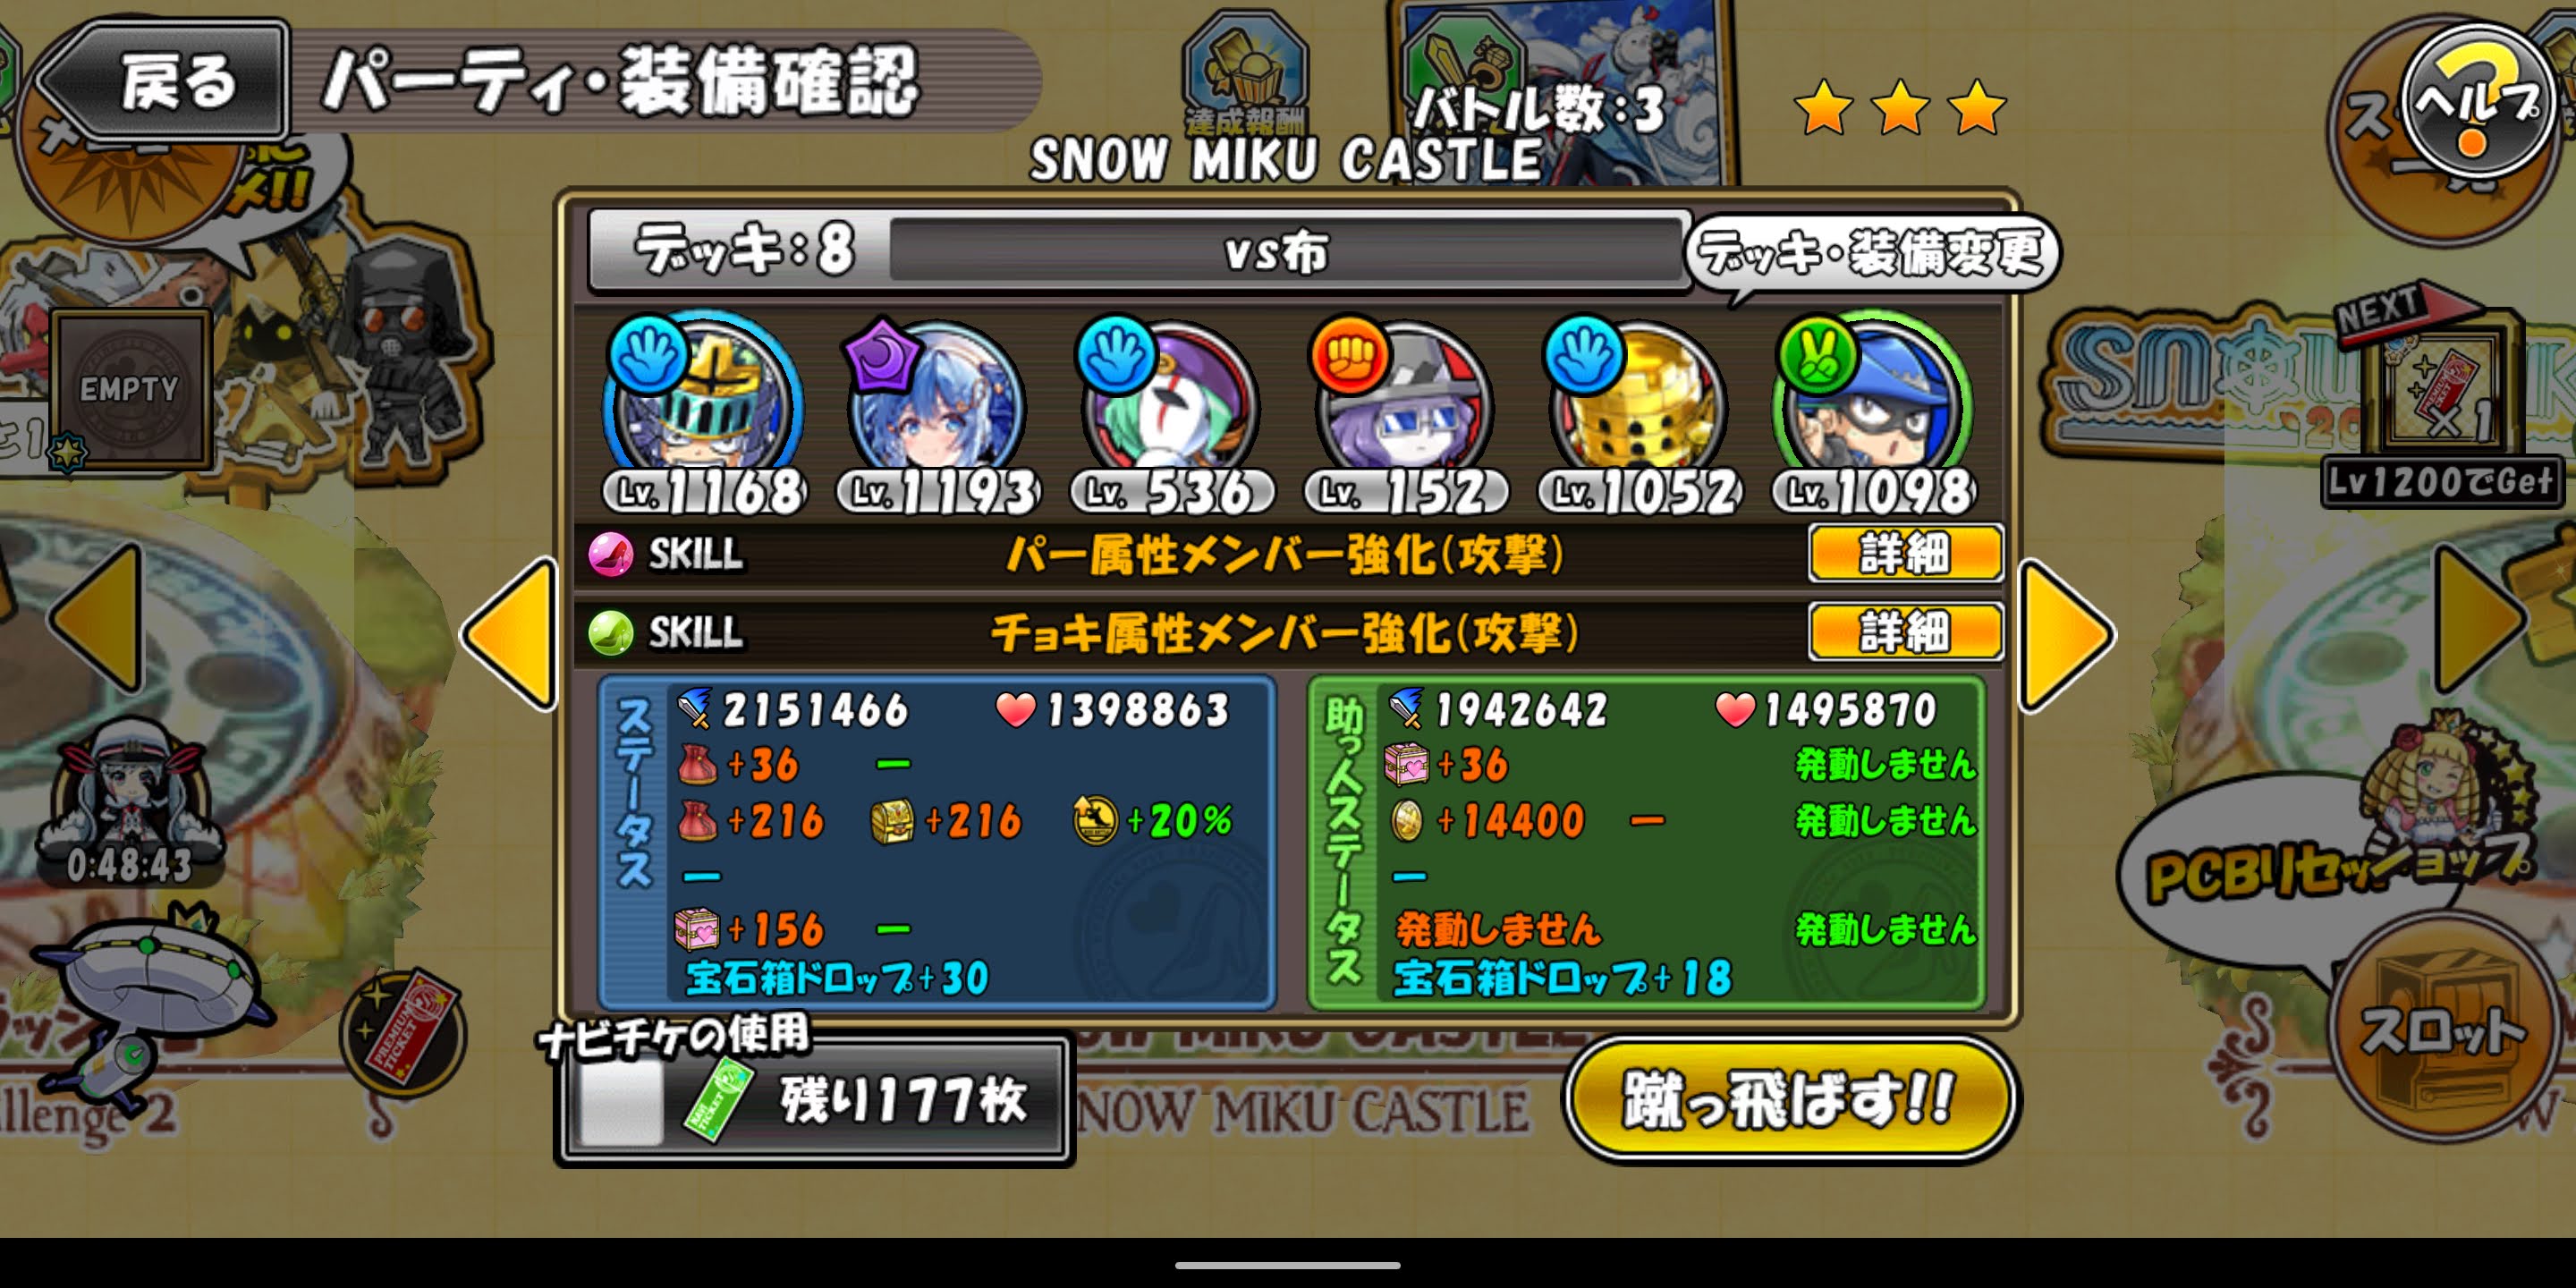 戻る
パーティ・装備確認
達成報酬
バトル数:3
ヘルプ
SNOW MIKU CASTLE
デッキ:8
vs布
デッキ・装備変更
EMPTY
NEXT
PREMIUM TICKET
×1
Lv1200でGet
Lv.1168
Lv.1193
Lv.536
Lv.152
Lv.1052
Lv.1098
SKILL
パー属性メンバー強化(攻撃)
詳細
SKILL
チョキ属性メンバー強化(攻撃)
詳細
ステータス
2151466
1398863
+36
ー
+216
+216
+20%
ー
+156
ー
宝石箱ドロップ+30
助っ人ステータス
1942642
1495870
+36
発動しません
+14400
ー
発動しません
ー
発動しません
発動しません
宝石箱ドロップ+18
0:48:43
PREMIUM TICKET
PCBリセッショップ
スロット
ナビチケの使用
NAVI TICKET
残り177枚
蹴っ飛ばす!!
llenge 2
NOW MIKU CASTLE